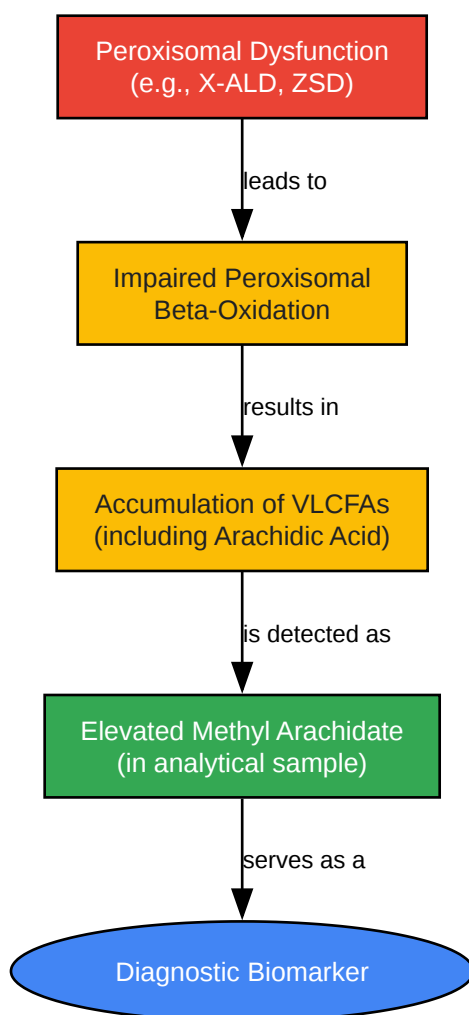 Peroxisomal Dysfunction
(e.g., X-ALD, ZSD)
leads to
Impaired Peroxisomal
Beta-Oxidation
results in
Accumulation of VLCFAs
(including Arachidic Acid)
is detected as
Elevated Methyl Arachidate
(in analytical sample)
serves as a
Diagnostic Biomarker